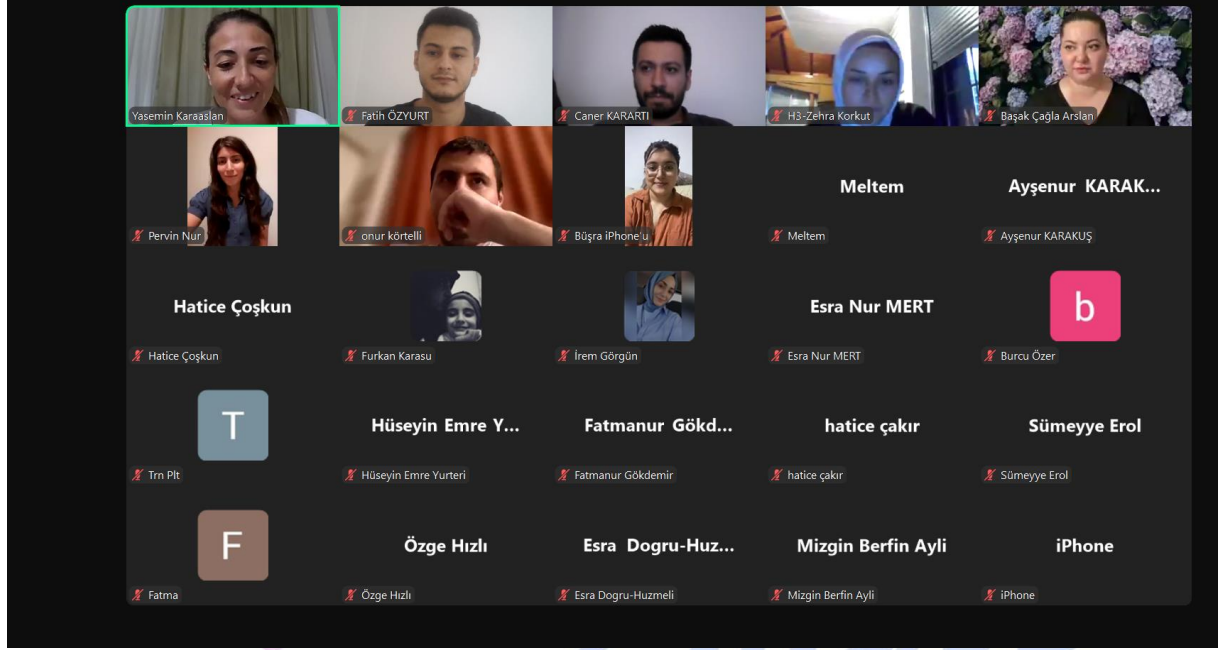 Yasemin Karaaslan
Fatih ÖZYURT
Caner KARARTI
H3-Zehra Korkut
Başak Çağla Arslan
Pervin Nur
onur körtelli
Büşra iPhone'u
Meltem
Meltem
Ayşenur KARAK...
Ayşenur KARAKUŞ
Hatice Çoşkun
Hatice Çoşkun
Furkan Karasu
İrem Görgün
Esra Nur MERT
Esra Nur MERT
b
Burcu Özer
T
Trn Plt
Hüseyin Emre Y...
Hüseyin Emre Yurteri
Fatmanur Gökd...
Fatmanur Gökdemir
hatice çakır
hatice çakır
Sümeyye Erol
Sümeyye Erol
F
Fatma
Özge Hızlı
Özge Hızlı
Esra Dogru-Huz...
Esra Dogru-Huzmeli
Mizgin Berfin Ayli
Mizgin Berfin Ayli
iPhone
iPhone